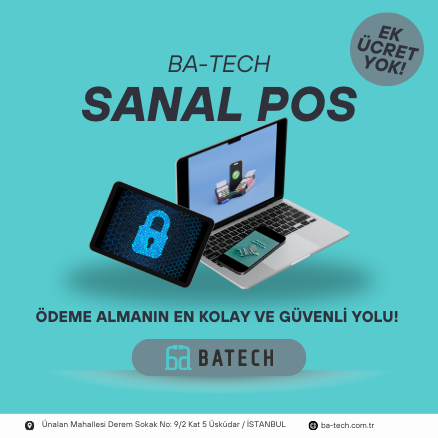 EK
ÜCRET
YOK!
BA-TECH
SANAL POS
ÖDEME ALMANIN EN KOLAY VE GÜVENLİ YOLU!
BATECH
Ünalan Mahallesi Derem Sokak No: 9/2 Kat 5 Üsküdar / İSTANBUL
ba-tech.com.tr